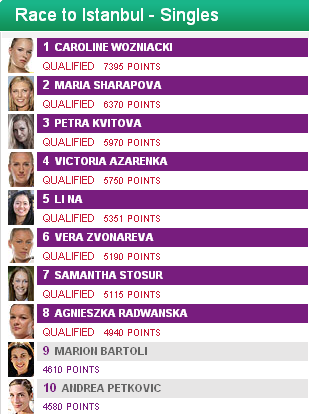 Race to Istanbul - Singles
1 CAROLINE WOZNIACKI
QUALIFIED 7395 POINTS
2 MARIA SHARAPOVA
QUALIFIED 6370 POINTS
3 PETRA KVITOVA
QUALIFIED 5970 POINTS
4 VICTORIA AZARENKA
QUALIFIED 5750 POINTS
5 LI NA
QUALIFIED 5351 POINTS
6 VERA ZVONAREVA
QUALIFIED 5190 POINTS
7 SAMANTHA STOSUR
QUALIFIED 5115 POINTS
8 AGNIESZKA RADWANSKA
QUALIFIED 4940 POINTS
9 MARION BARTOLI
4610 POINTS
10 ANDREA PETKOVIC
4580 POINTS